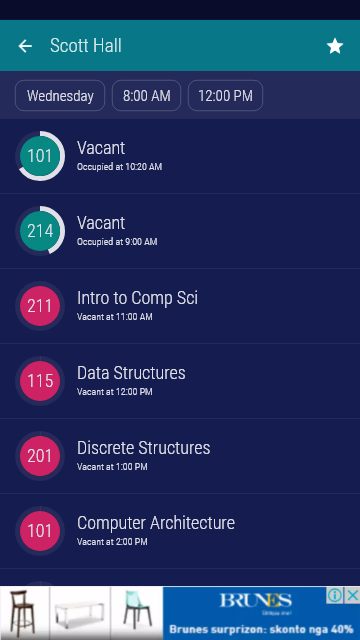 Scott Hall
Wednesday
8:00 AM
12:00 PM
101
Vacant
Occupied at 10:20 AM
214
Vacant
Occupied at 9:00 AM
211
Intro to Comp Sci
Vacant at 11:00 AM
115
Data Structures
Vacant at 12:00 PM
201
Discrete Structures
Vacant at 1:00 PM
101
Computer Architecture
Vacant at 2:00 PM
BRUNES
Brunes surprizon: skonto nga 40%